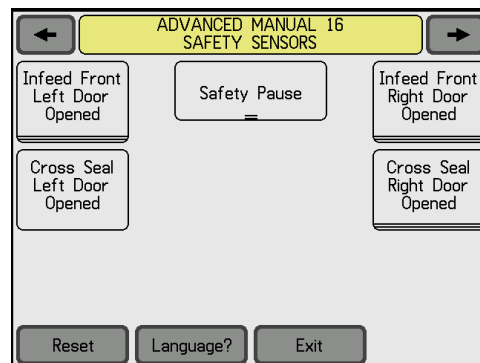 ADVANCED MANUAL 16
SAFETY SENSORS
Infeed Front
Left Door
Opened
Safety Pause
Infeed Front
Right Door
Opened
Cross Seal
Left Door
Opened
Cross Seal
Right Door
Opened
Reset
Language?
Exit